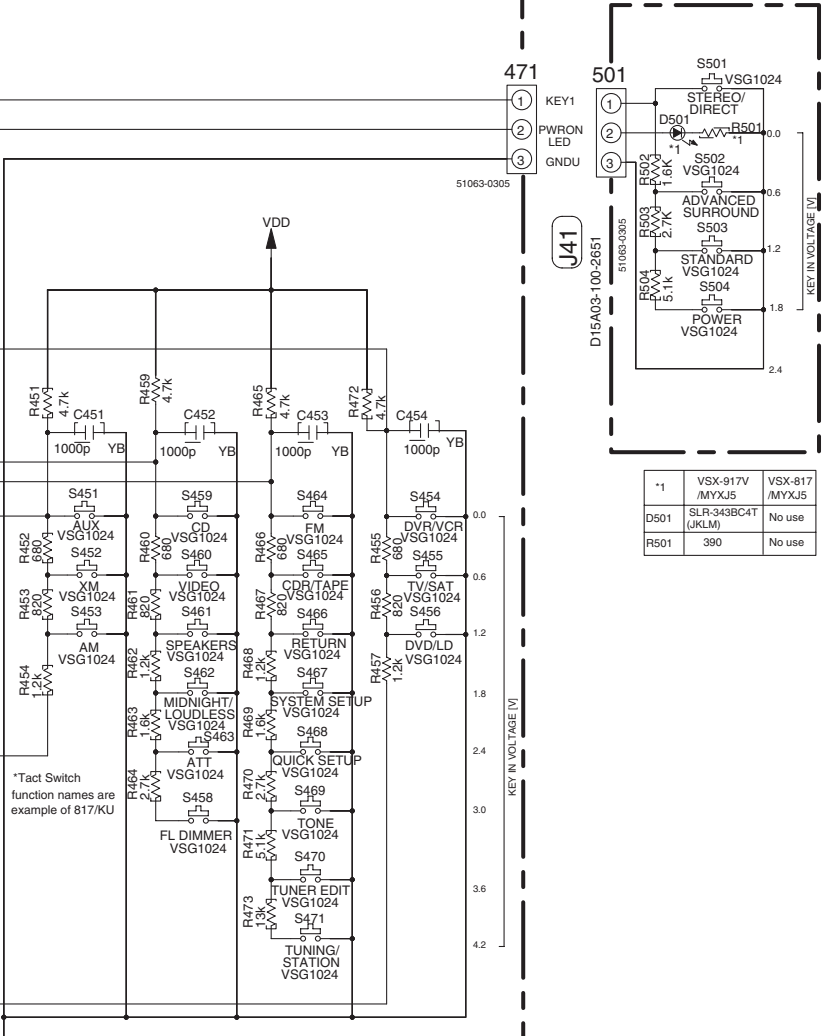 471
501
1
KEY1
2
PWRON
LED
3
GNDU
51063-0305
J41
D15A03-100-2651
51063-0305
1
2
3
S501
VSG1024
STEREO/
DIRECT
D501
*1
R501
*1
0.0
R502
1.6K
S502
VSG1024
0.6
ADVANCED
SURROUND
R503
2.7K
S503
1.2
STANDARD
VSG1024
R504
5.1k
S504
1.8
POWER
VSG1024
2.4
KEY IN VOLTAGE [V]
*1
VSX-917V
/MYXJ5
VSX-817
/MYXJ5
D501
SLR-343BC4T
(JKLM)
No use
R501
390
No use
VDD
R451
4.7k
C451
1000p
YB
R459
4.7k
C452
1000p
YB
R465
4.7k
C453
1000p
YB
R472
4.7k
C454
1000p
YB
S451
AUX
VSG1024
R452
680
S452
XM
VSG1024
R453
820
S453
AM
VSG1024
R454
1.2k
S459
CD
VSG1024
R460
680
S460
VIDEO
VSG1024
R461
820
S461
SPEAKERS
VSG1024
R462
1.2k
S462
MIDNIGHT/
LOUDLESS
VSG1024
R463
1.6k
S463
ATT
VSG1024
R464
2.7k
S458
FL DIMMER
VSG1024
S464
FM
VSG1024
R466
680
S465
CDR/TAPE
VSG1024
R467
820
S466
RETURN
VSG1024
R468
1.2k
S467
SYSTEM SETUP
VSG1024
R469
1.6k
S468
QUICK SETUP
VSG1024
R470
2.7k
S469
TONE
VSG1024
R471
5.1k
S470
TUNER EDIT
VSG1024
R473
13k
S471
TUNING/
STATION
VSG1024
S454
DVR/VCR
VSG1024
R455
680
S455
TV/SAT
VSG1024
R456
820
S456
DVD/LD
VSG1024
R457
1.2k
0.0
0.6
1.2
1.8
2.4
3.0
3.6
4.2
KEY IN VOLTAGE [V]
*Tact Switch
function names are
example of 817/KU